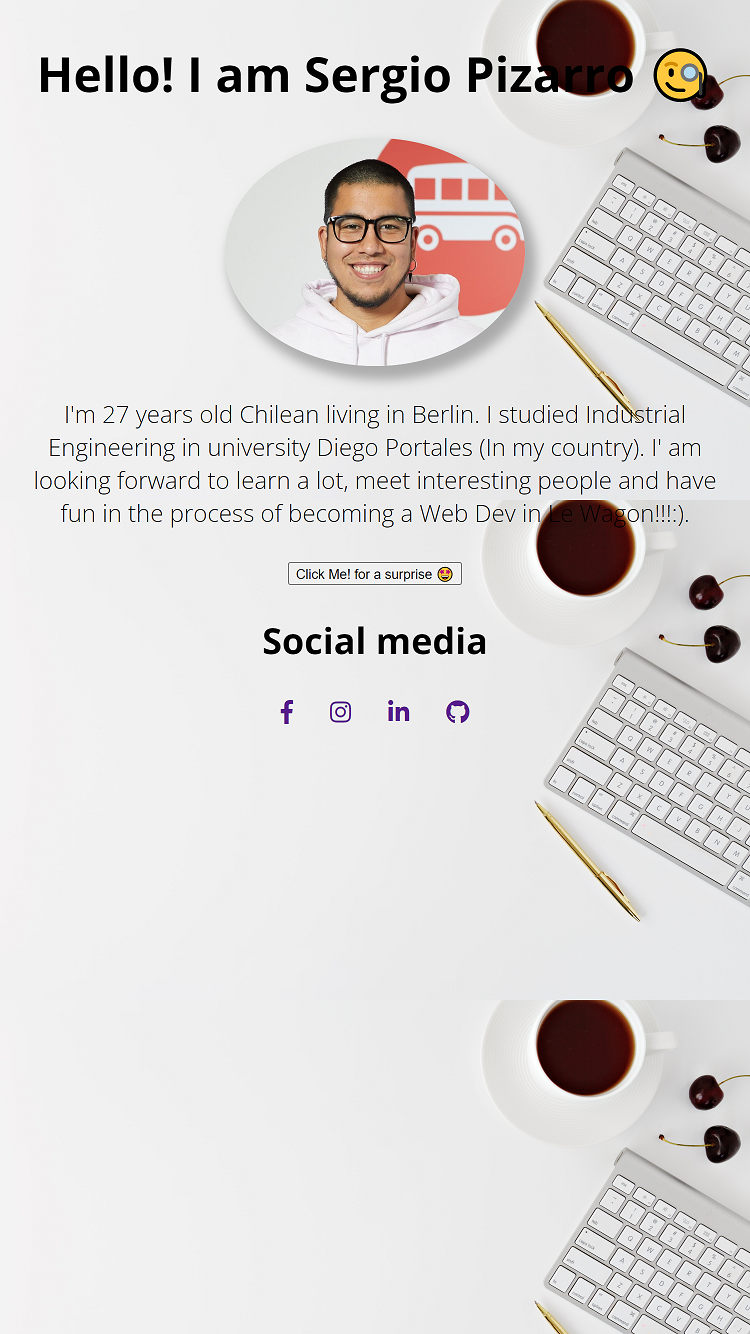 Hello! I am Sergio Pizarro 🧐
I'm 27 years old Chilean living in Berlin. I studied Industrial
Engineering in university Diego Portales (In my country). I' am
looking forward to learn a lot, meet interesting people and have
fun in the process of becoming a Web Dev in Le Wagon!!!:).
Click Me! for a surprise 🤩
Social media